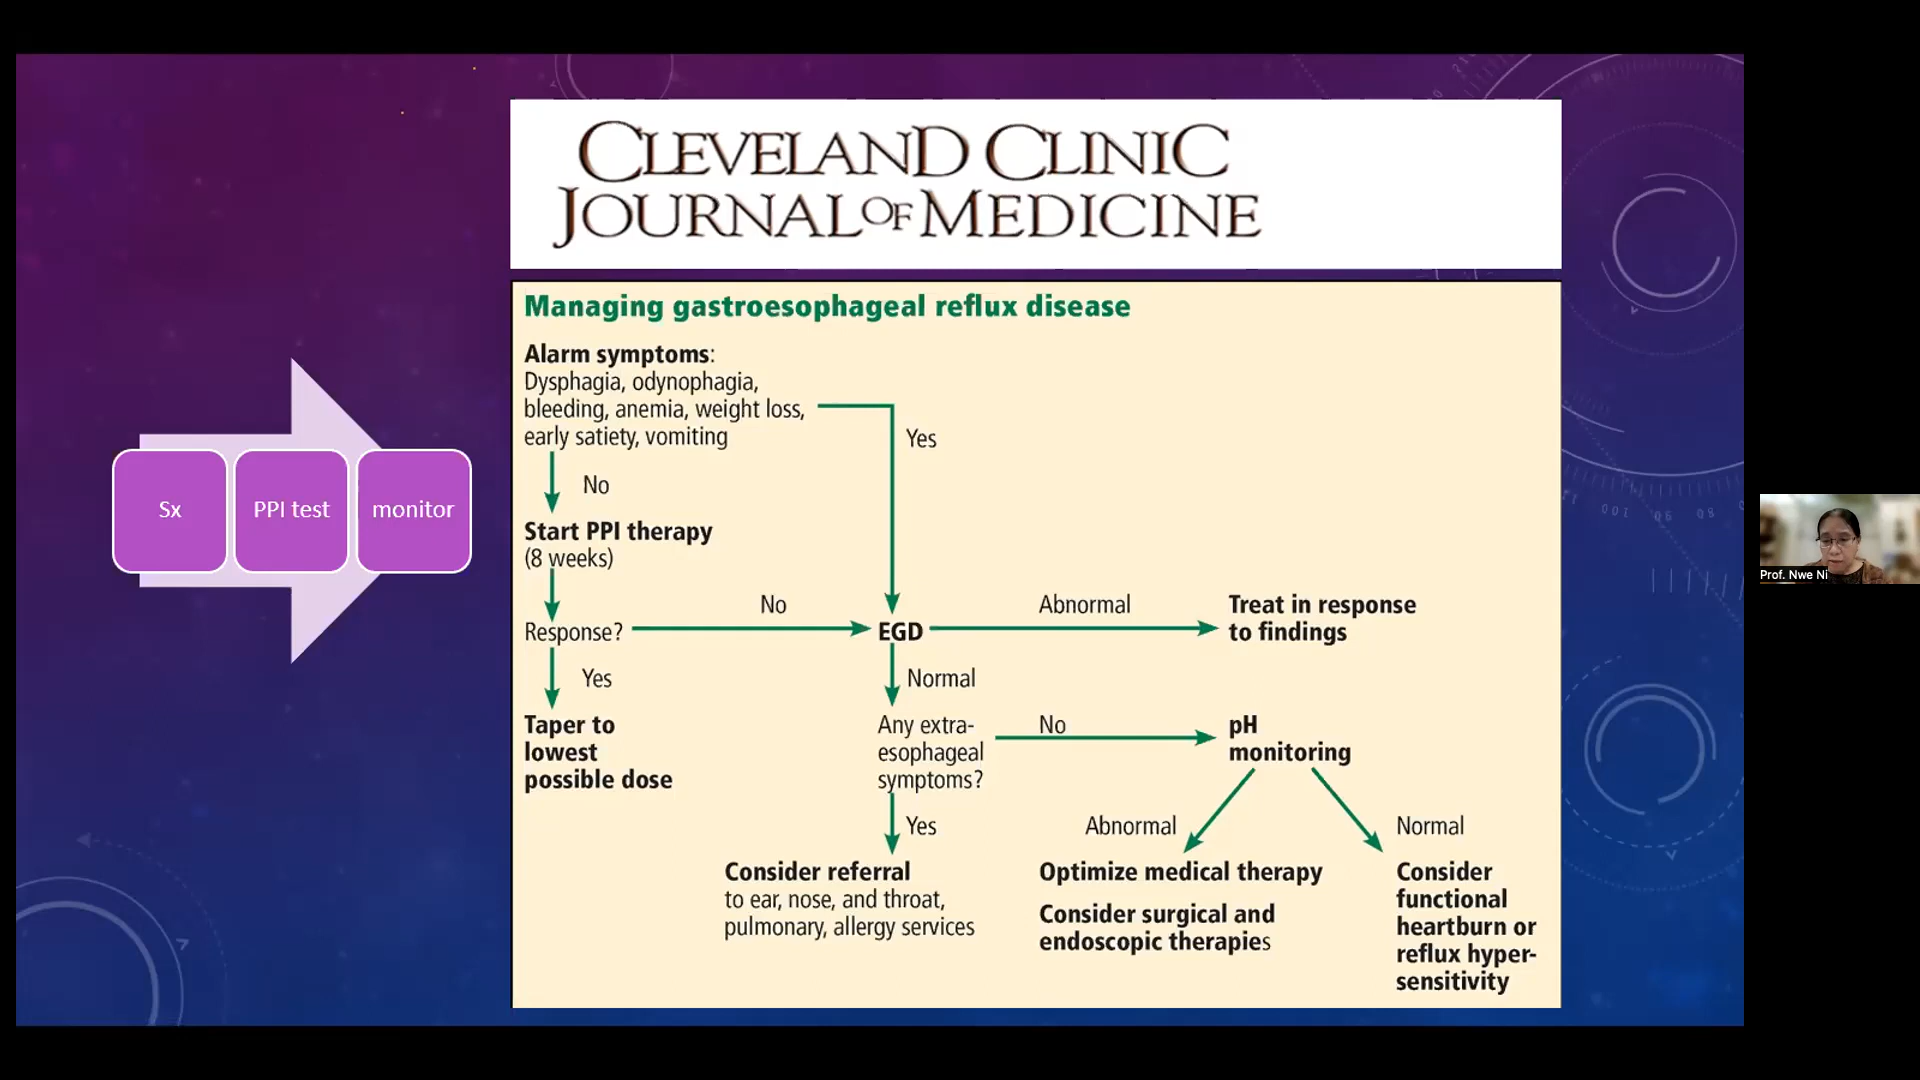 CLEVELAND CLINIC
JOURNAL OF MEDICINE
Managing gastroesophageal reflux disease
Alarm symptoms:
Dysphagia, odynophagia,
bleeding, anemia, weight loss,
early satiety, vomiting
Yes
No
Start PPI therapy
(8 weeks)
Sx
PPI test
monitor
Response?
No
EGD
Abnormal
Treat in response
to findings
Yes
Normal
Taper to
lowest
possible dose
Any extra-
esophageal
symptoms?
No
pH
monitoring
Yes
Abnormal
Normal
Consider referral
to ear, nose, and throat,
pulmonary, allergy services
Optimize medical therapy
Consider surgical and
endoscopic therapies
Consider
functional
heartburn or
reflux hyper-
sensitivity
Prof. Nwe Ni